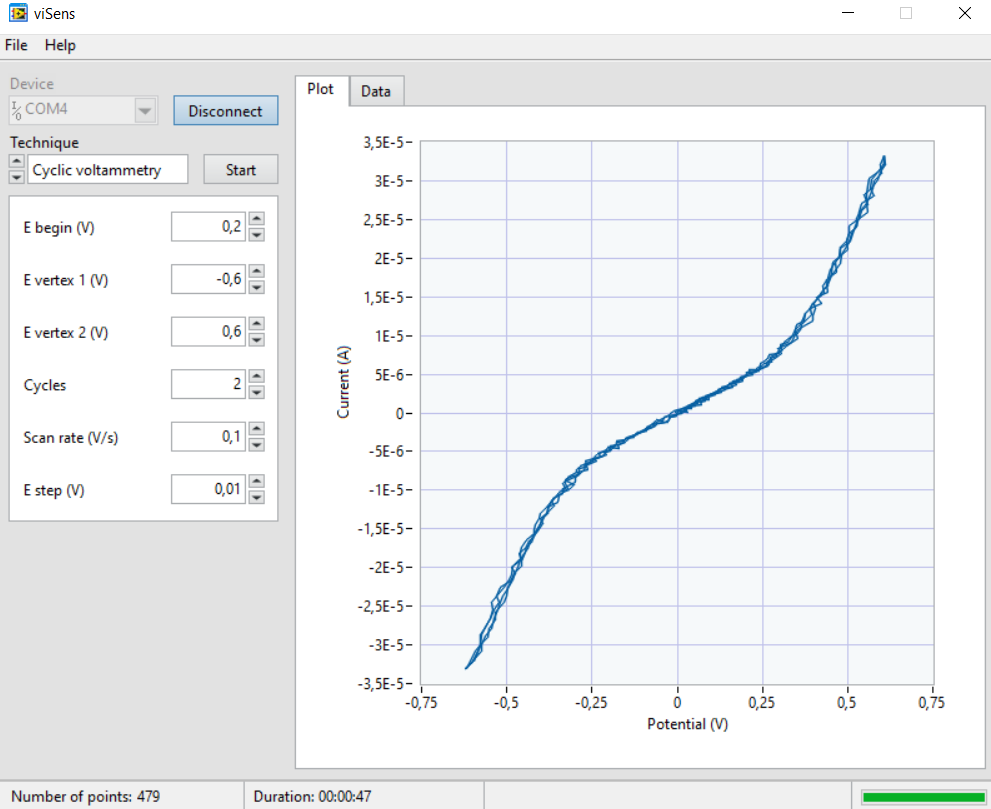 viSens
File Help
Device
COM4
Disconnect
Technique
Cyclic voltammetry
Start
E begin (V) 0,2
E vertex 1 (V) -0,6
E vertex 2 (V) 0,6
Cycles 2
Scan rate (V/s) 0,1
E step (V) 0,01
Plot Data
3,5E-5
3E-5
2,5E-5
2E-5
1,5E-5
1E-5
5E-6
0
-5E-6
-1E-5
-1,5E-5
-2E-5
-2,5E-5
-3E-5
-3,5E-5
Current (A)
-0,75 -0,5 -0,25 0 0,25 0,5 0,75
Potential (V)
Number of points: 479 Duration: 00:00:47